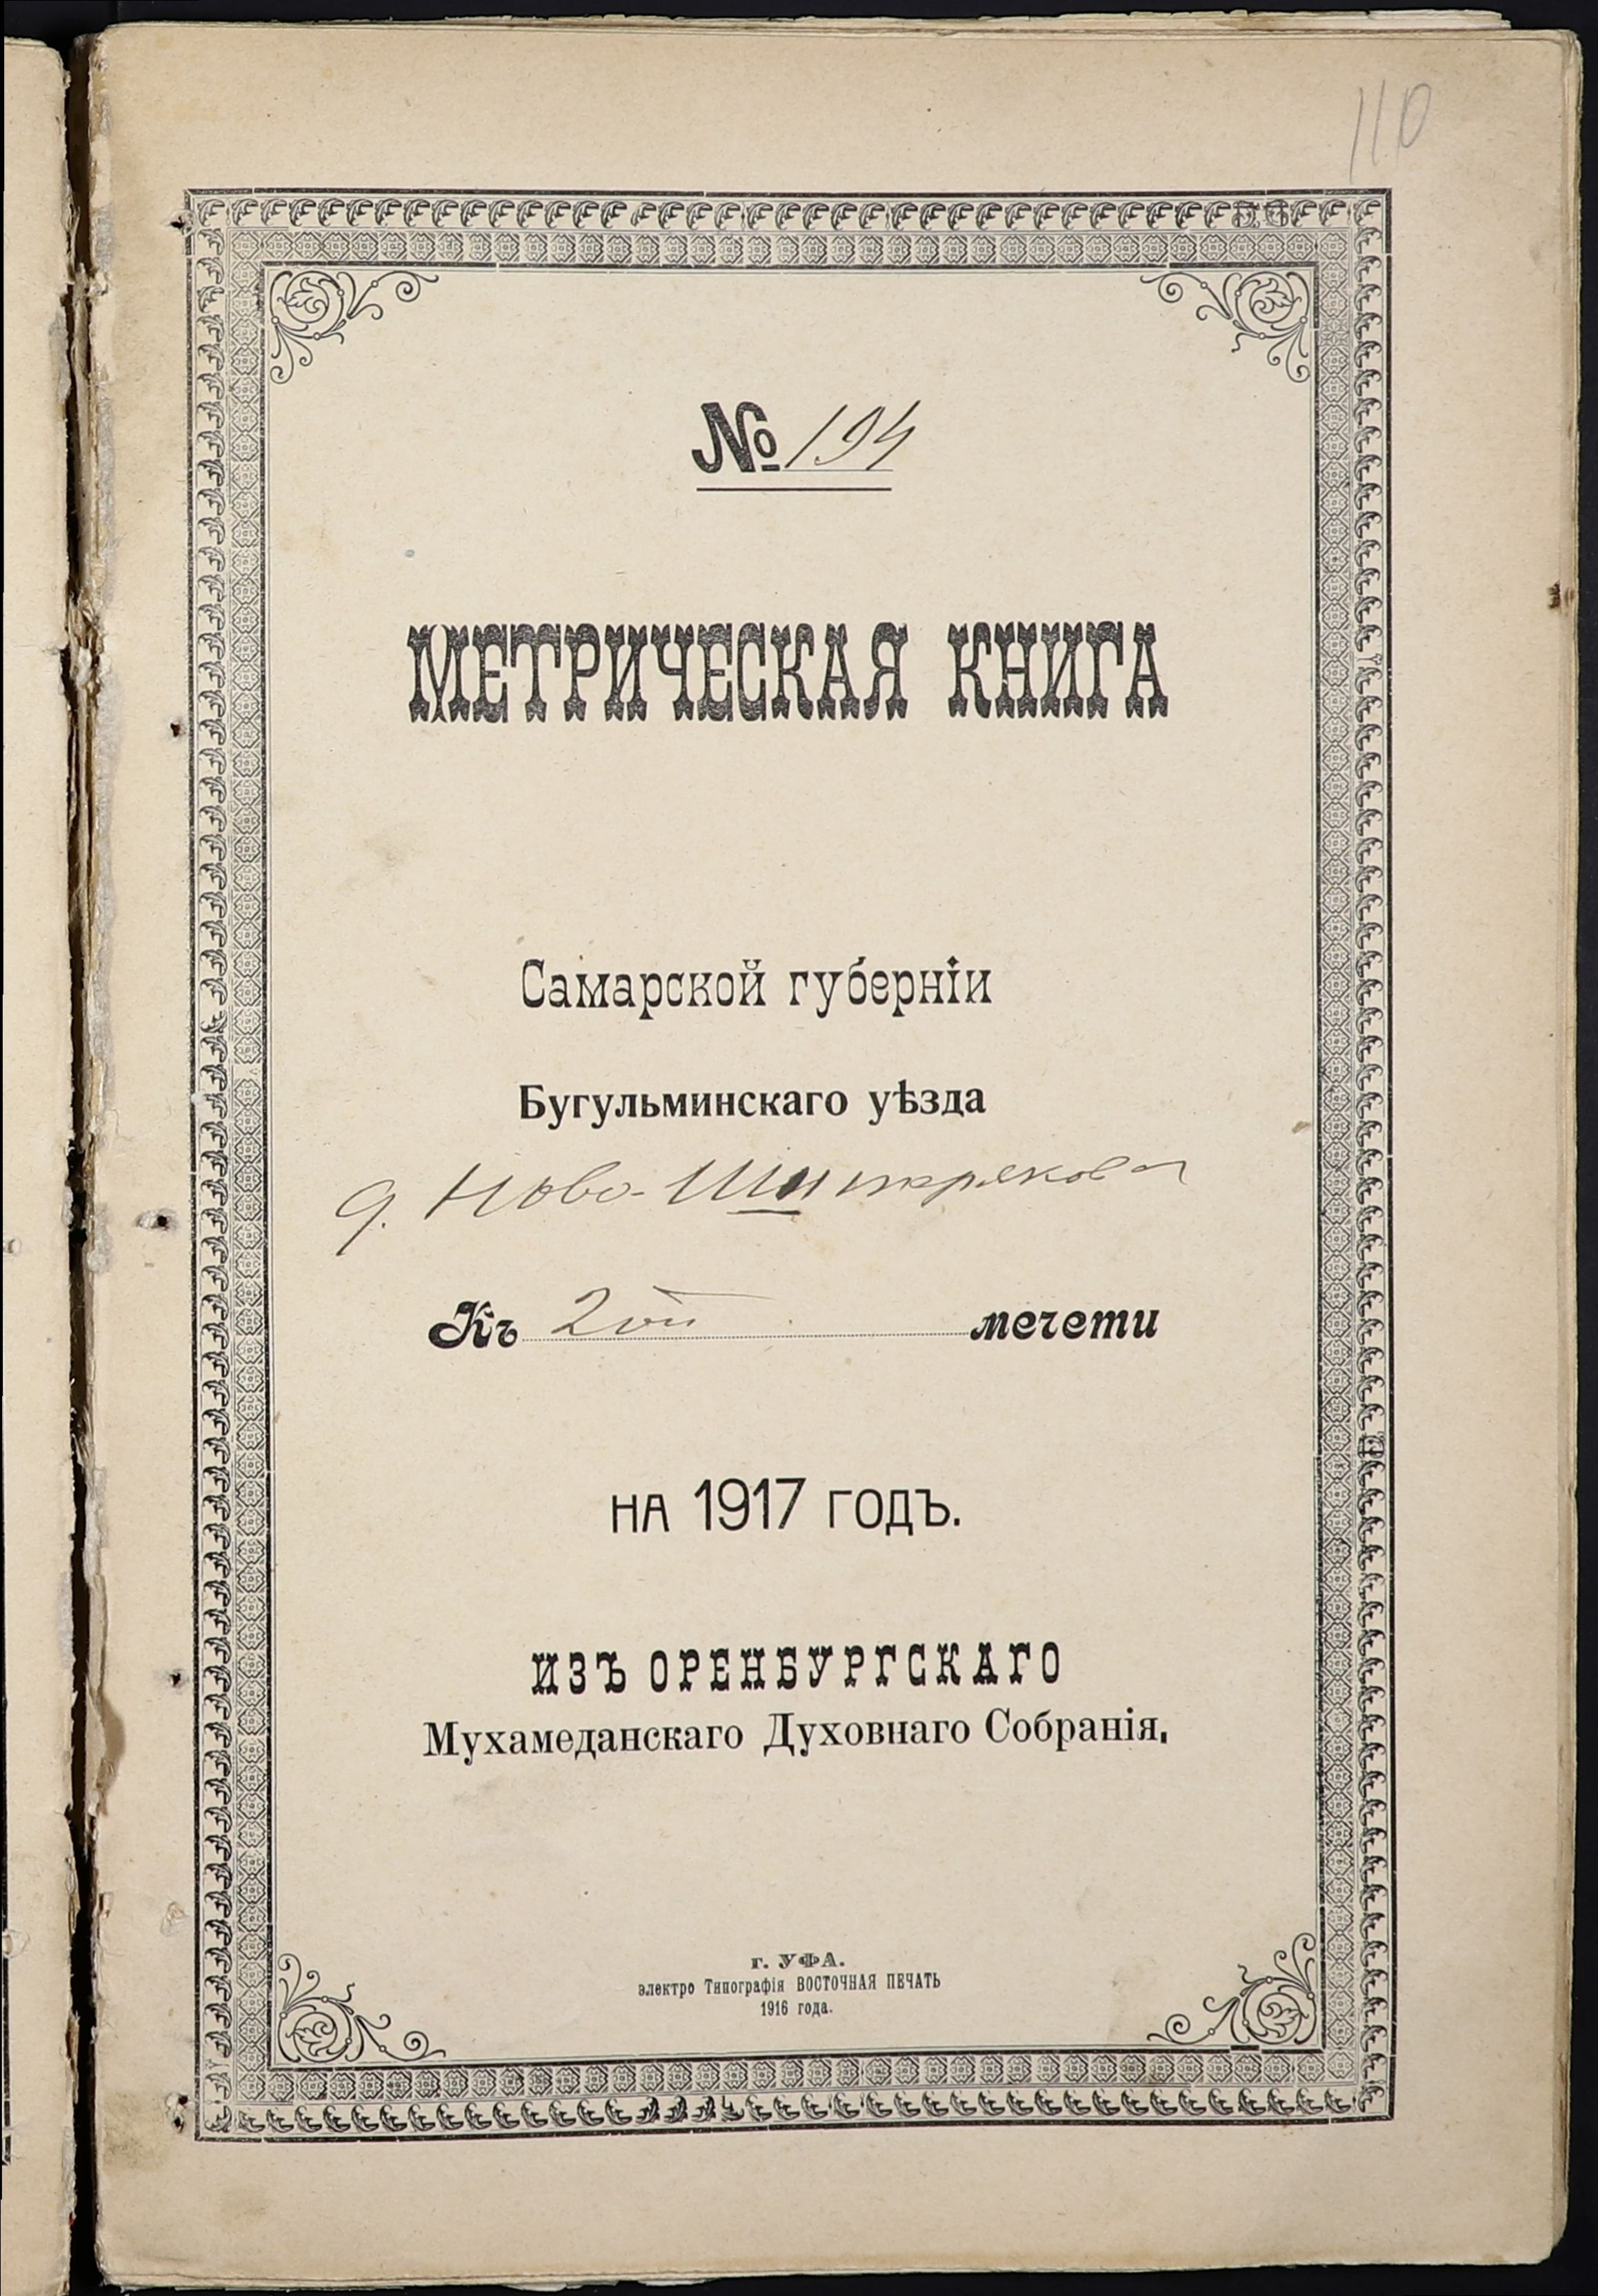 110
№ 194
МЕТРИЧЕСКАЯ КНИГА
Самарской губернiи
Бугульминскаго уѣзда
д. Ново-Шитрякова
Къ 2ой мечети
на 1917 годъ.
ИЗЪ ОРЕНБУРГСКАГО
Мухамеданскаго Духовнаго Собранiя.
г. УФА.
электро Типографiя ВОСТОЧНАЯ ПЕЧАТЬ
1916 года.